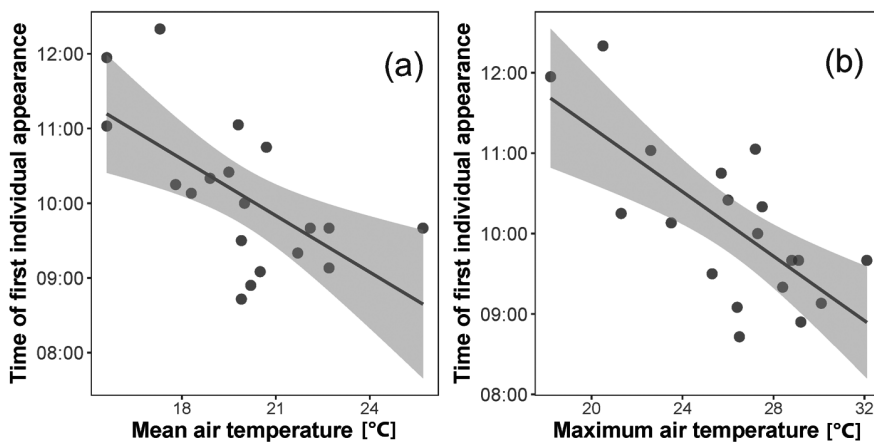 (a)
Time of first individual appearance
12:00
11:00
10:00
09:00
08:00
18
21
24
Mean air temperature [°C]
(b)
Time of first individual appearance
12:00
11:00
10:00
09:00
08:00
20
24
28
32
Maximum air temperature [°C]